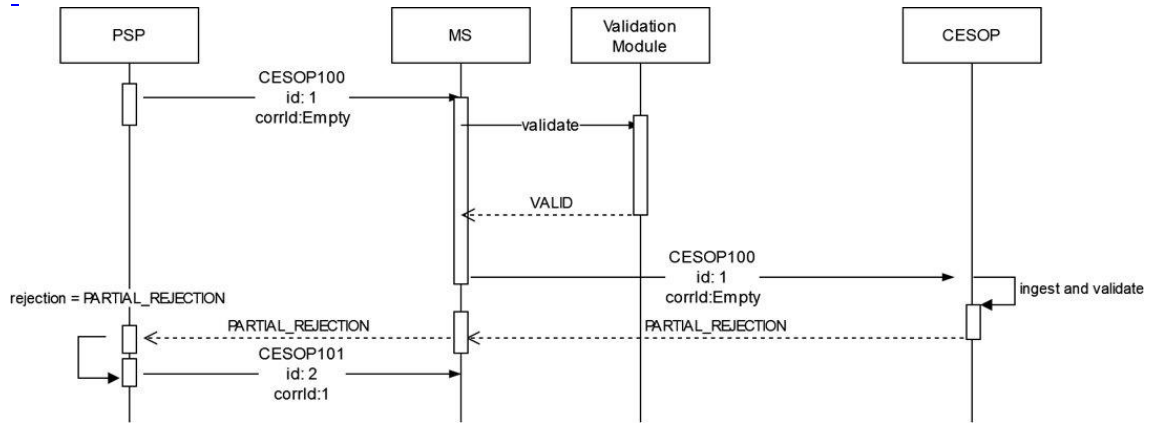 PSP
MS
Validation
Module
CESOP
CESOP100
id: 1
corrId:Empty
validate
VALID
CESOP100
id: 1
corrId:Empty
ingest and validate
rejection = PARTIAL_REJECTION
PARTIAL_REJECTION
PARTIAL_REJECTION
CESOP101
id: 2
corrId:1